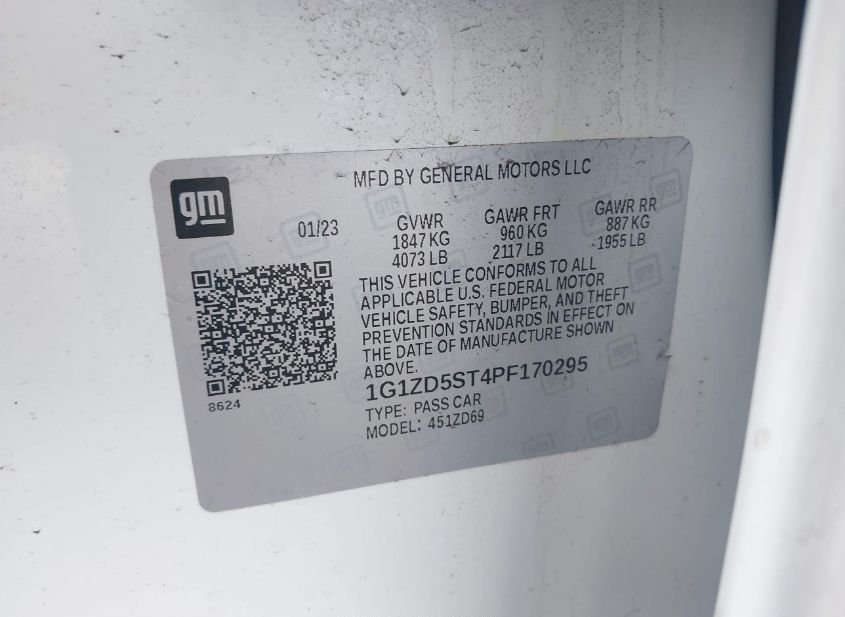 gm
MFD BY GENERAL MOTORS LLC
01/23
GVWR
1847 KG
4073 LB
GAWR FRT
960 KG
2117 LB
GAWR RR
887 KG
1955 LB
THIS VEHICLE CONFORMS TO ALL
APPLICABLE U.S. FEDERAL MOTOR
VEHICLE SAFETY, BUMPER, AND THEFT
PREVENTION STANDARDS IN EFFECT ON
THE DATE OF MANUFACTURE SHOWN
ABOVE.
1G1ZD5ST4PF170295
TYPE: PASS CAR
MODEL: 451ZD69
8624